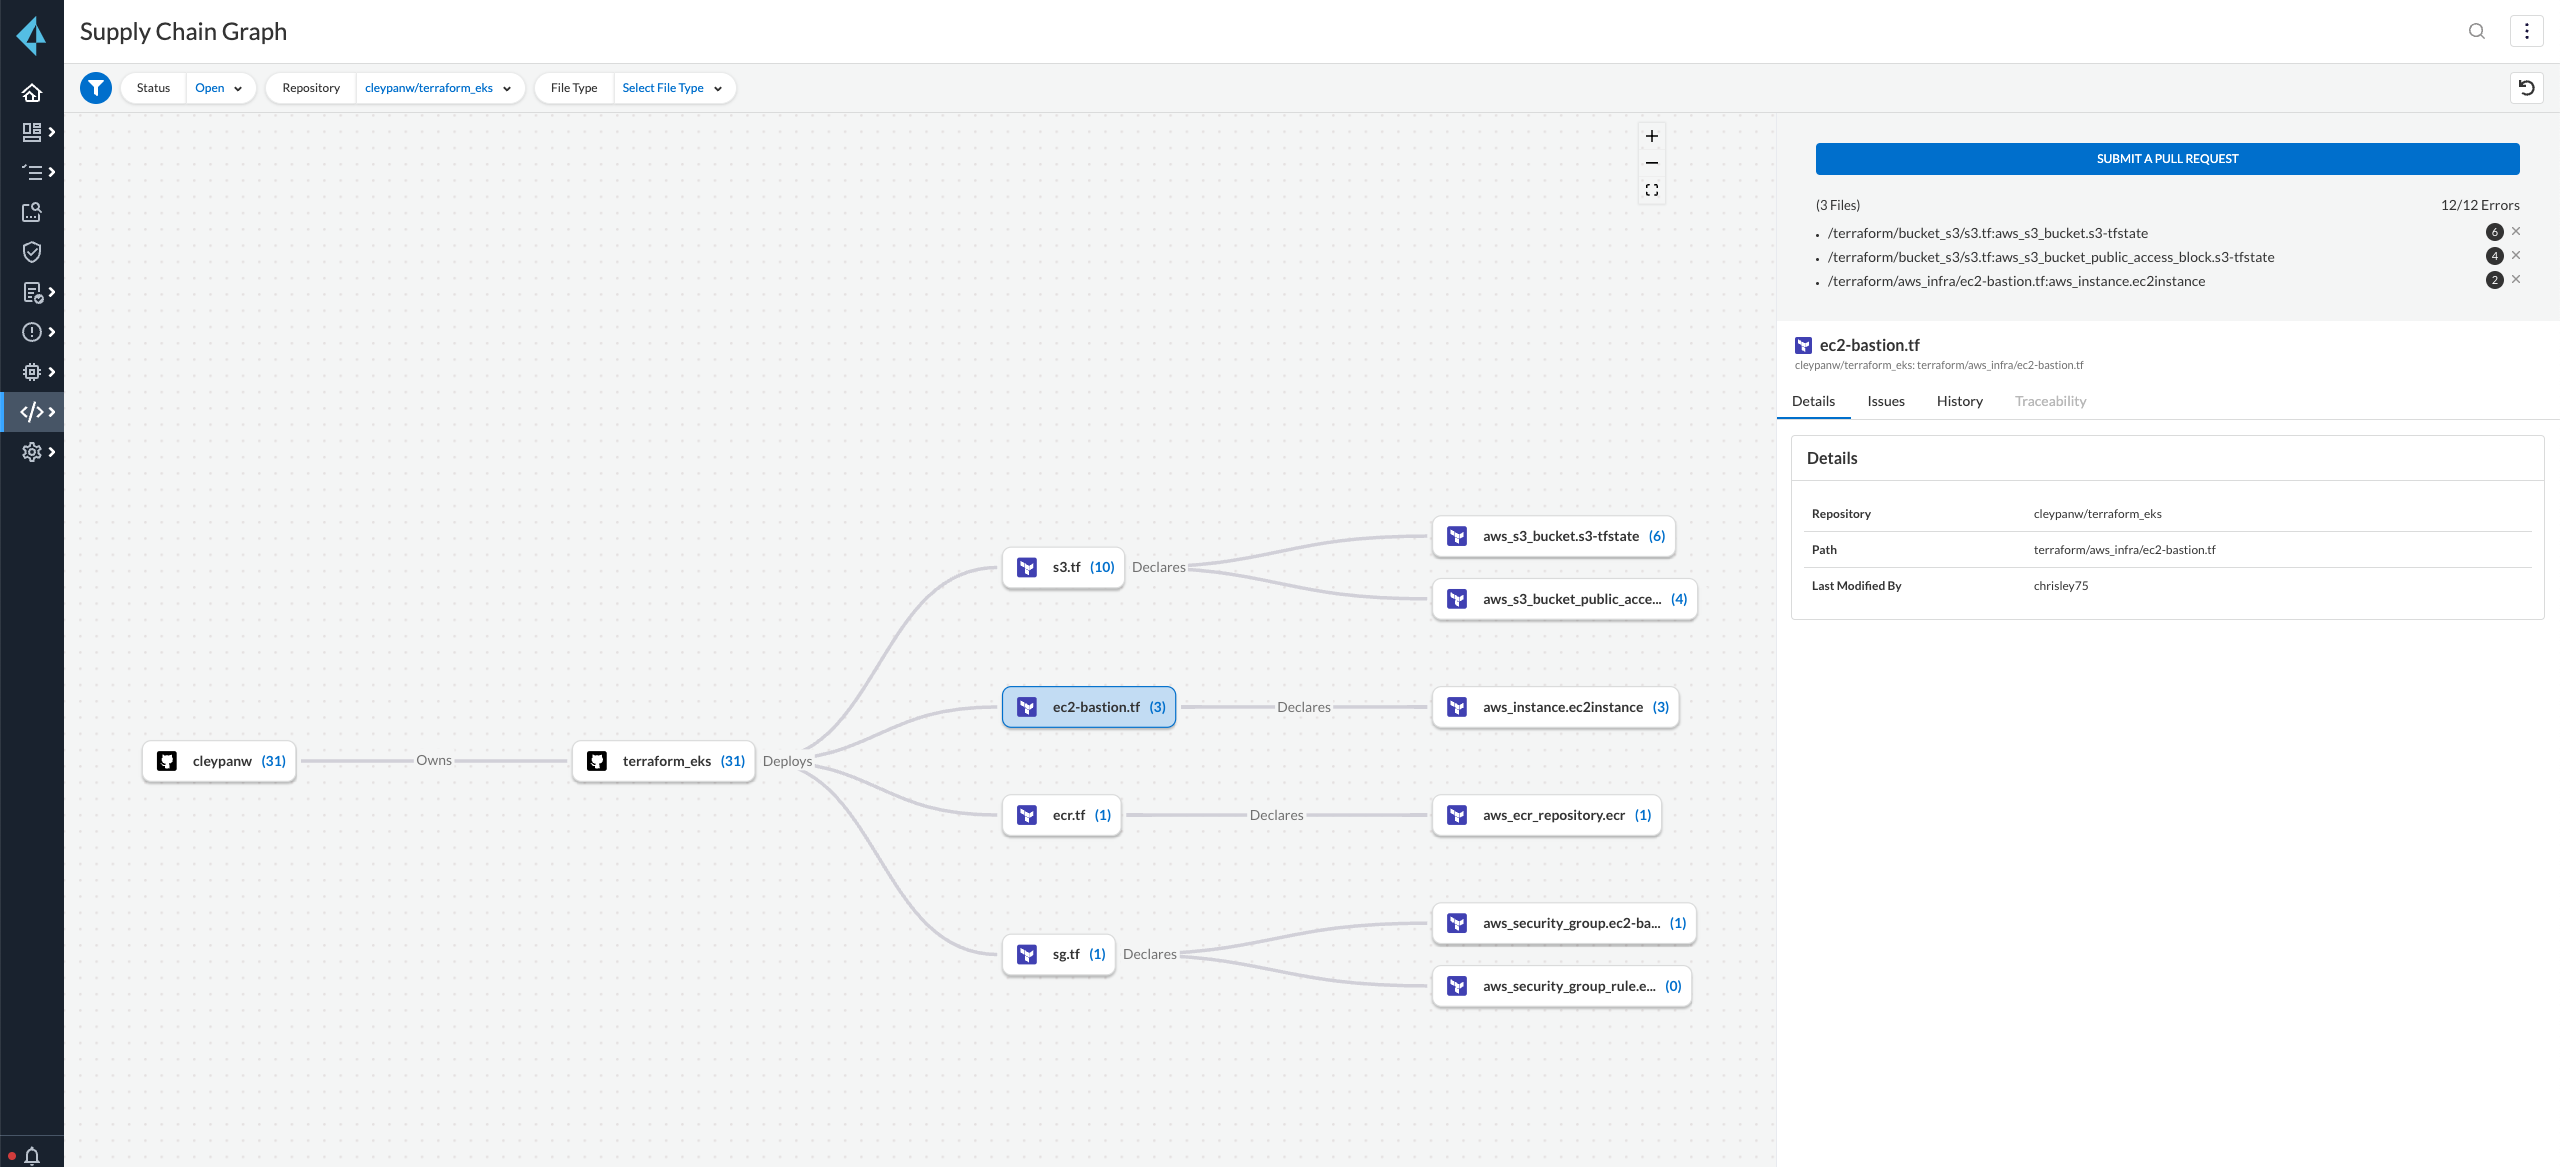 Supply Chain Graph
Status Open Repository cleypanw/terraform_eks File Type Select File Type
SUBMIT A PULL REQUEST
(3 Files) 12/12 Errors
/terraform/bucket_s3/s3.tf:aws_s3_bucket.s3-tfstate 6
/terraform/bucket_s3/s3.tf:aws_s3_bucket_public_access_block.s3-tfstate 4
/terraform/aws_infra/ec2-bastion.tf:aws_instance.ec2instance 2
ec2-bastion.tf
cleypanw/terraform_eks: terraform/aws_infra/ec2-bastion.tf
Details Issues History Traceability
Details
Repository cleypanw/terraform_eks
Path terraform/aws_infra/ec2-bastion.tf
Last Modified By chrisley75
cleypanw (31) Owns terraform_eks (31) Deploys
s3.tf (10) Declares
aws_s3_bucket.s3-tfstate (6)
aws_s3_bucket_public_acce... (4)
ec2-bastion.tf (3) Declares aws_instance.ec2instance (3)
ecr.tf (1) Declares aws_ecr_repository.ecr (1)
sg.tf (1) Declares
aws_security_group.ec2-ba... (1)
aws_security_group_rule.e... (0)